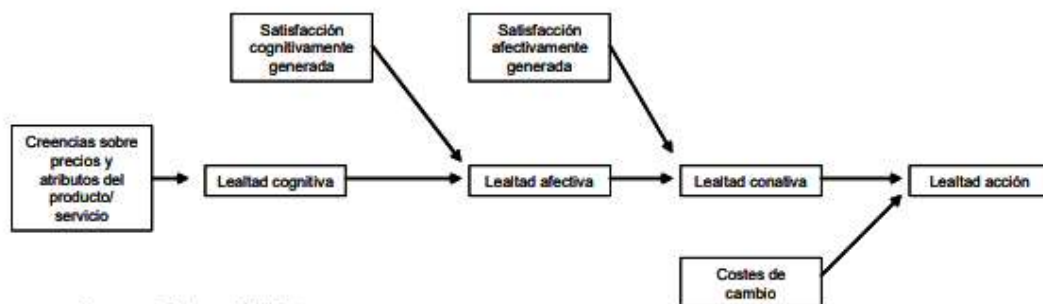 Satisfacción
cognitivamente
generada
Satisfacción
afectivamente
generada
Creencias sobre
precios y
atributos del
producto/
servicio
Lealtad cognitiva
Lealtad afectiva
Lealtad conativa
Lealtad acción
Costes de
cambio